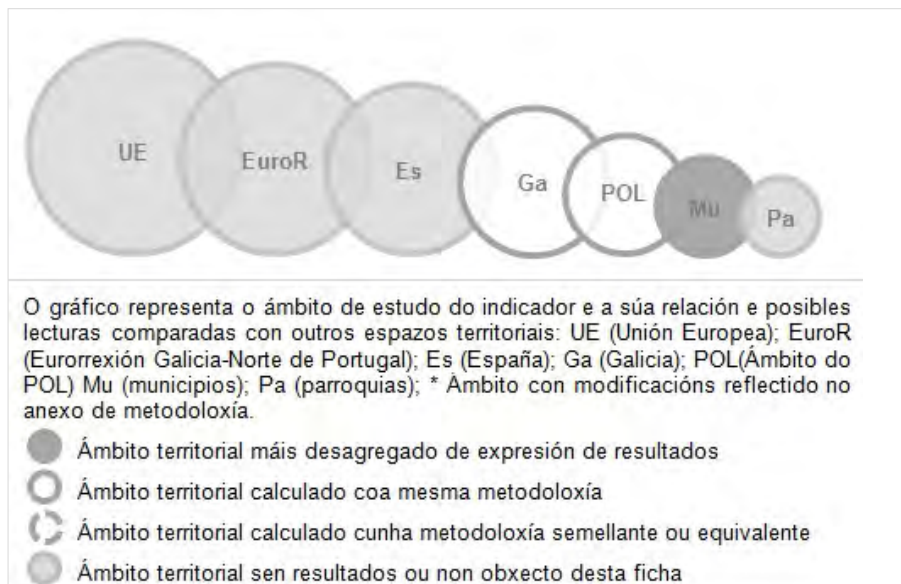 UE
EuroR
Es
Ga
POL
Mu
Pa
O gráfico representa o ámbito de estudo do indicador e a súa relación e posibles
lecturas comparadas con outros espazos territoriais: UE (Unión Europea); EuroR
(Eurorrexión Galicia-Norte de Portugal); Es (España); Ga (Galicia); POL(Ámbito do
POL) Mu (municipios); Pa (parroquias); * Ámbito con modificacións reflectido no
anexo de metodoloxía.
Ámbito territorial máis desagregado de expresión de resultados
Ámbito territorial calculado coa mesma metodoloxía
Ámbito territorial calculado cunha metodoloxía semellante ou equivalente
Ámbito territorial sen resultados ou non obxecto desta ficha